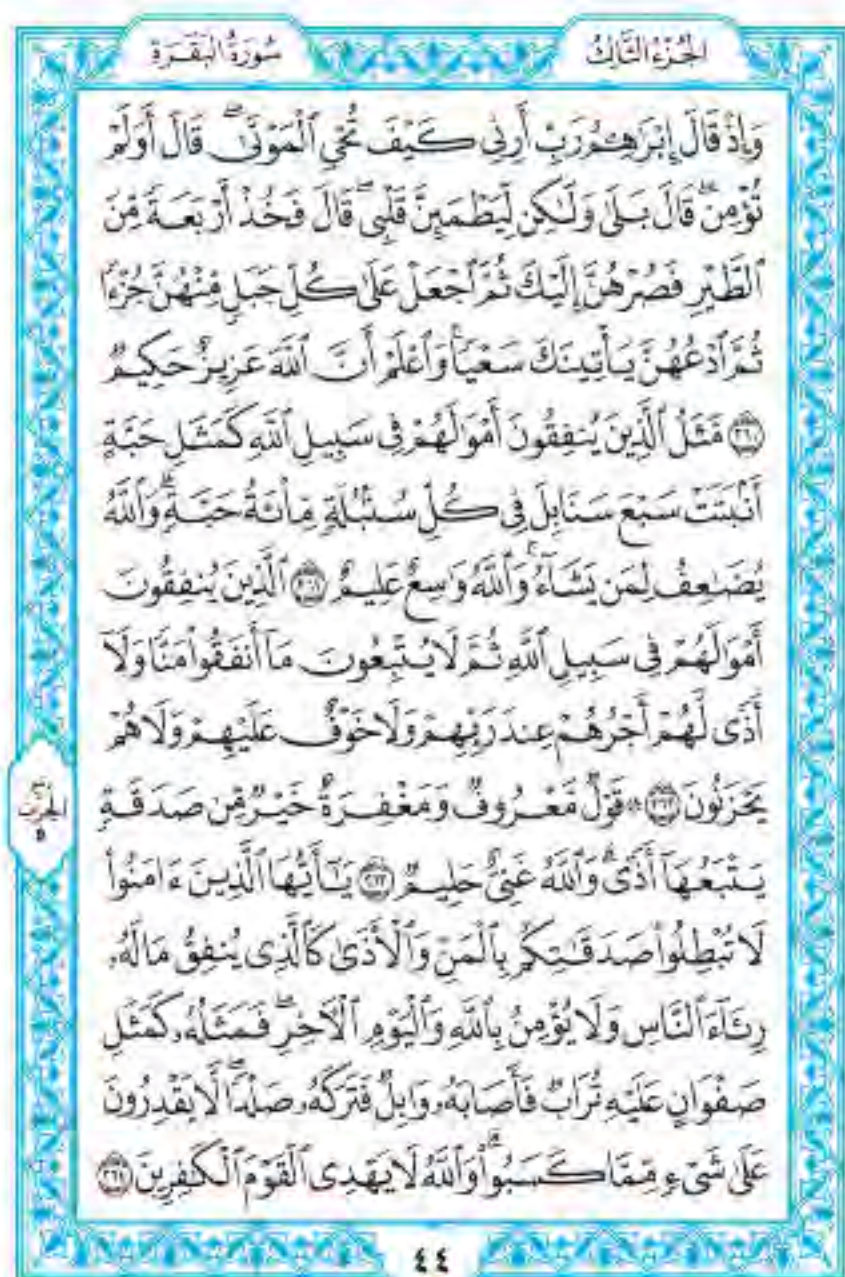 الجُزْءُ الثَّالِثُ
سُورَةُ البَقَرَةِ
وَإِذْ قَالَ إِبْرَٰهِـۧمُ رَبِّ أَرِنِى كَيْفَ تُحْىِ ٱلْمَوْتَىٰۖ قَالَ أَوَلَمْ
تُؤْمِنۖ قَالَ بَلَىٰ وَلَٰكِن لِّيَطْمَئِنَّ قَلْبِىۖ قَالَ فَخُذْ أَرْبَعَةً مِّنَ
ٱلطَّيْرِ فَصُرْهُنَّ إِلَيْكَ ثُمَّ ٱجْعَلْ عَلَىٰ كُلِّ جَبَلٍ مِّنْهُنَّ جُزْءًا
ثُمَّ ٱدْعُهُنَّ يَأْتِينَكَ سَعْيًاۚ وَٱعْلَمْ أَنَّ ٱللَّهَ عَزِيزٌ حَكِيمٌ
۝٢٦٠ مَّثَلُ ٱلَّذِينَ يُنفِقُونَ أَمْوَٰلَهُمْ فِى سَبِيلِ ٱللَّهِ كَمَثَلِ حَبَّةٍ
أَنۢبَتَتْ سَبْعَ سَنَابِلَ فِى كُلِّ سُنۢبُلَةٍ مِّا۟ئَةُ حَبَّةٍۗ وَٱللَّهُ
يُضَٰعِفُ لِمَن يَشَآءُۚ وَٱللَّهُ وَٰسِعٌ عَلِيمٌ ۝٢٦١ ٱلَّذِينَ يُنفِقُونَ
أَمْوَٰلَهُمْ فِى سَبِيلِ ٱللَّهِ ثُمَّ لَا يُتْبِعُونَ مَآ أَنفَقُوا۟ مَنًّا وَلَآ
أَذًى لَّهُمْ أَجْرُهُمْ عِندَ رَبِّهِمْ وَلَا خَوْفٌ عَلَيْهِمْ وَلَا هُمْ
يَحْزَنُونَ ۝٢٦٢ ۞ قَوْلٌ مَّعْرُوفٌ وَمَغْفِرَةٌ خَيْرٌ مِّن صَدَقَةٍ
يَتْبَعُهَآ أَذًىۗ وَٱللَّهُ غَنِىٌّ حَلِيمٌ ۝٢٦٣ يَٰٓأَيُّهَا ٱلَّذِينَ ءَامَنُوا۟
لَا تُبْطِلُوا۟ صَدَقَٰتِكُم بِٱلْمَنِّ وَٱلْأَذَىٰ كَٱلَّذِى يُنفِقُ مَالَهُۥ
رِئَآءَ ٱلنَّاسِ وَلَا يُؤْمِنُ بِٱللَّهِ وَٱلْيَوْمِ ٱلْأَخِرِۖ فَمَثَلُهُۥ كَمَثَلِ
صَفْوَانٍ عَلَيْهِ تُرَابٌ فَأَصَابَهُۥ وَابِلٌ فَتَرَكَهُۥ صَلْدًاۖ لَّا يَقْدِرُونَ
عَلَىٰ شَىْءٍ مِّمَّا كَسَبُوا۟ۗ وَٱللَّهُ لَا يَهْدِى ٱلْقَوْمَ ٱلْكَٰفِرِينَ ۝٢٦٤
الحِزْبُ
٥
٤٤